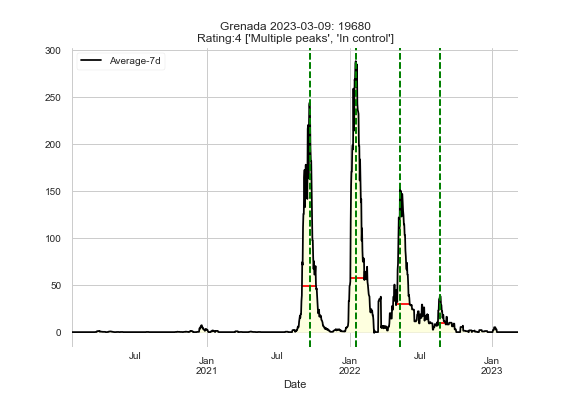 Grenada 2023-03-09: 19680
Rating:4 ['Multiple peaks', 'In control']
300
Average-7d
250
200
150
100
50
0
Jul
Jan
2021
Jul
Jan
2022
Jul
Jan
2023
Date